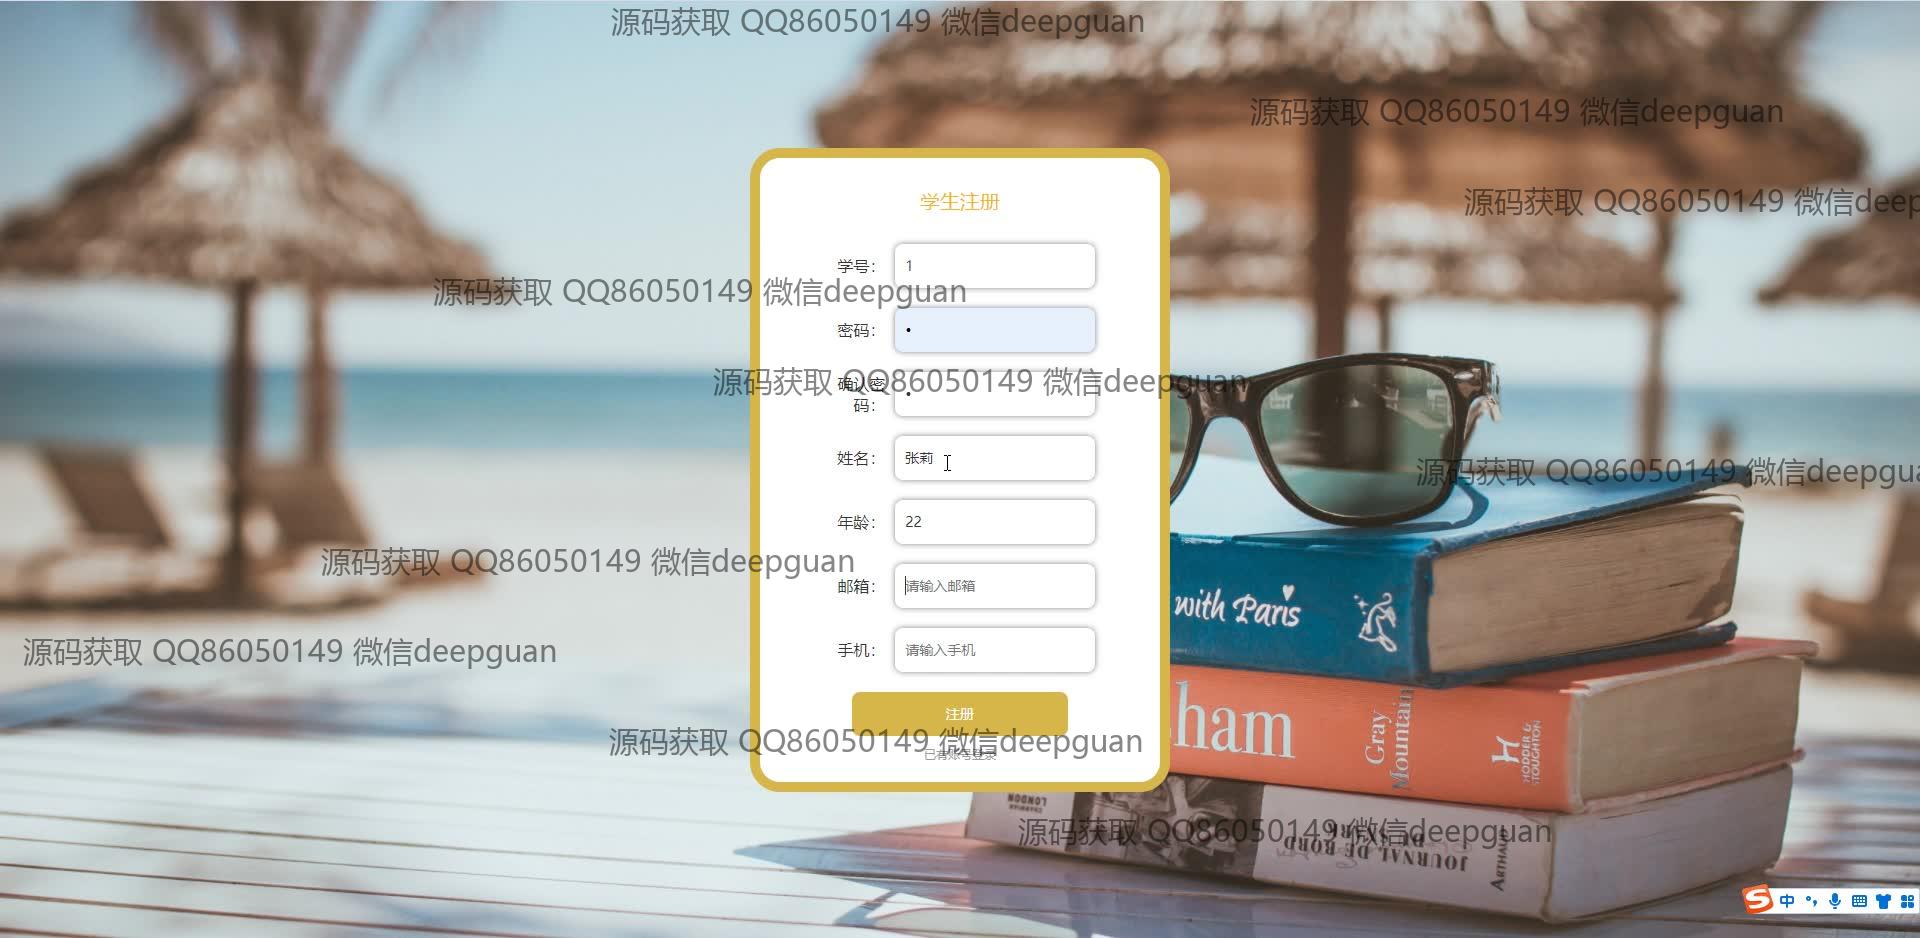 源码获取 QQ86050149 微信deepguan
源码获取 QQ86050149 微信deepguan
源码获取 QQ86050149 微信deep
学生注册
学号： 1
源码获取 QQ86050149 微信deepguan
密码： •
源码获取 QQ86050149 微信deepguan
确认密
码： •
姓名： 张莉
源码获取 QQ86050149 微信deepgua
年龄： 22
源码获取 QQ86050149 微信deepguan
邮箱： 请输入邮箱
with Paris
手机： 请输入手机
源码获取 QQ86050149 微信deepguan
注册
ham
Gray
Mountain
HODDER &
STOUGHTON
源码获取 QQ86050149 微信deepguan
已有账号登录
LONDON
源码获取 QQ86050149 微信deepguan
JOURNAL DE BORD
ARTHAUD
中